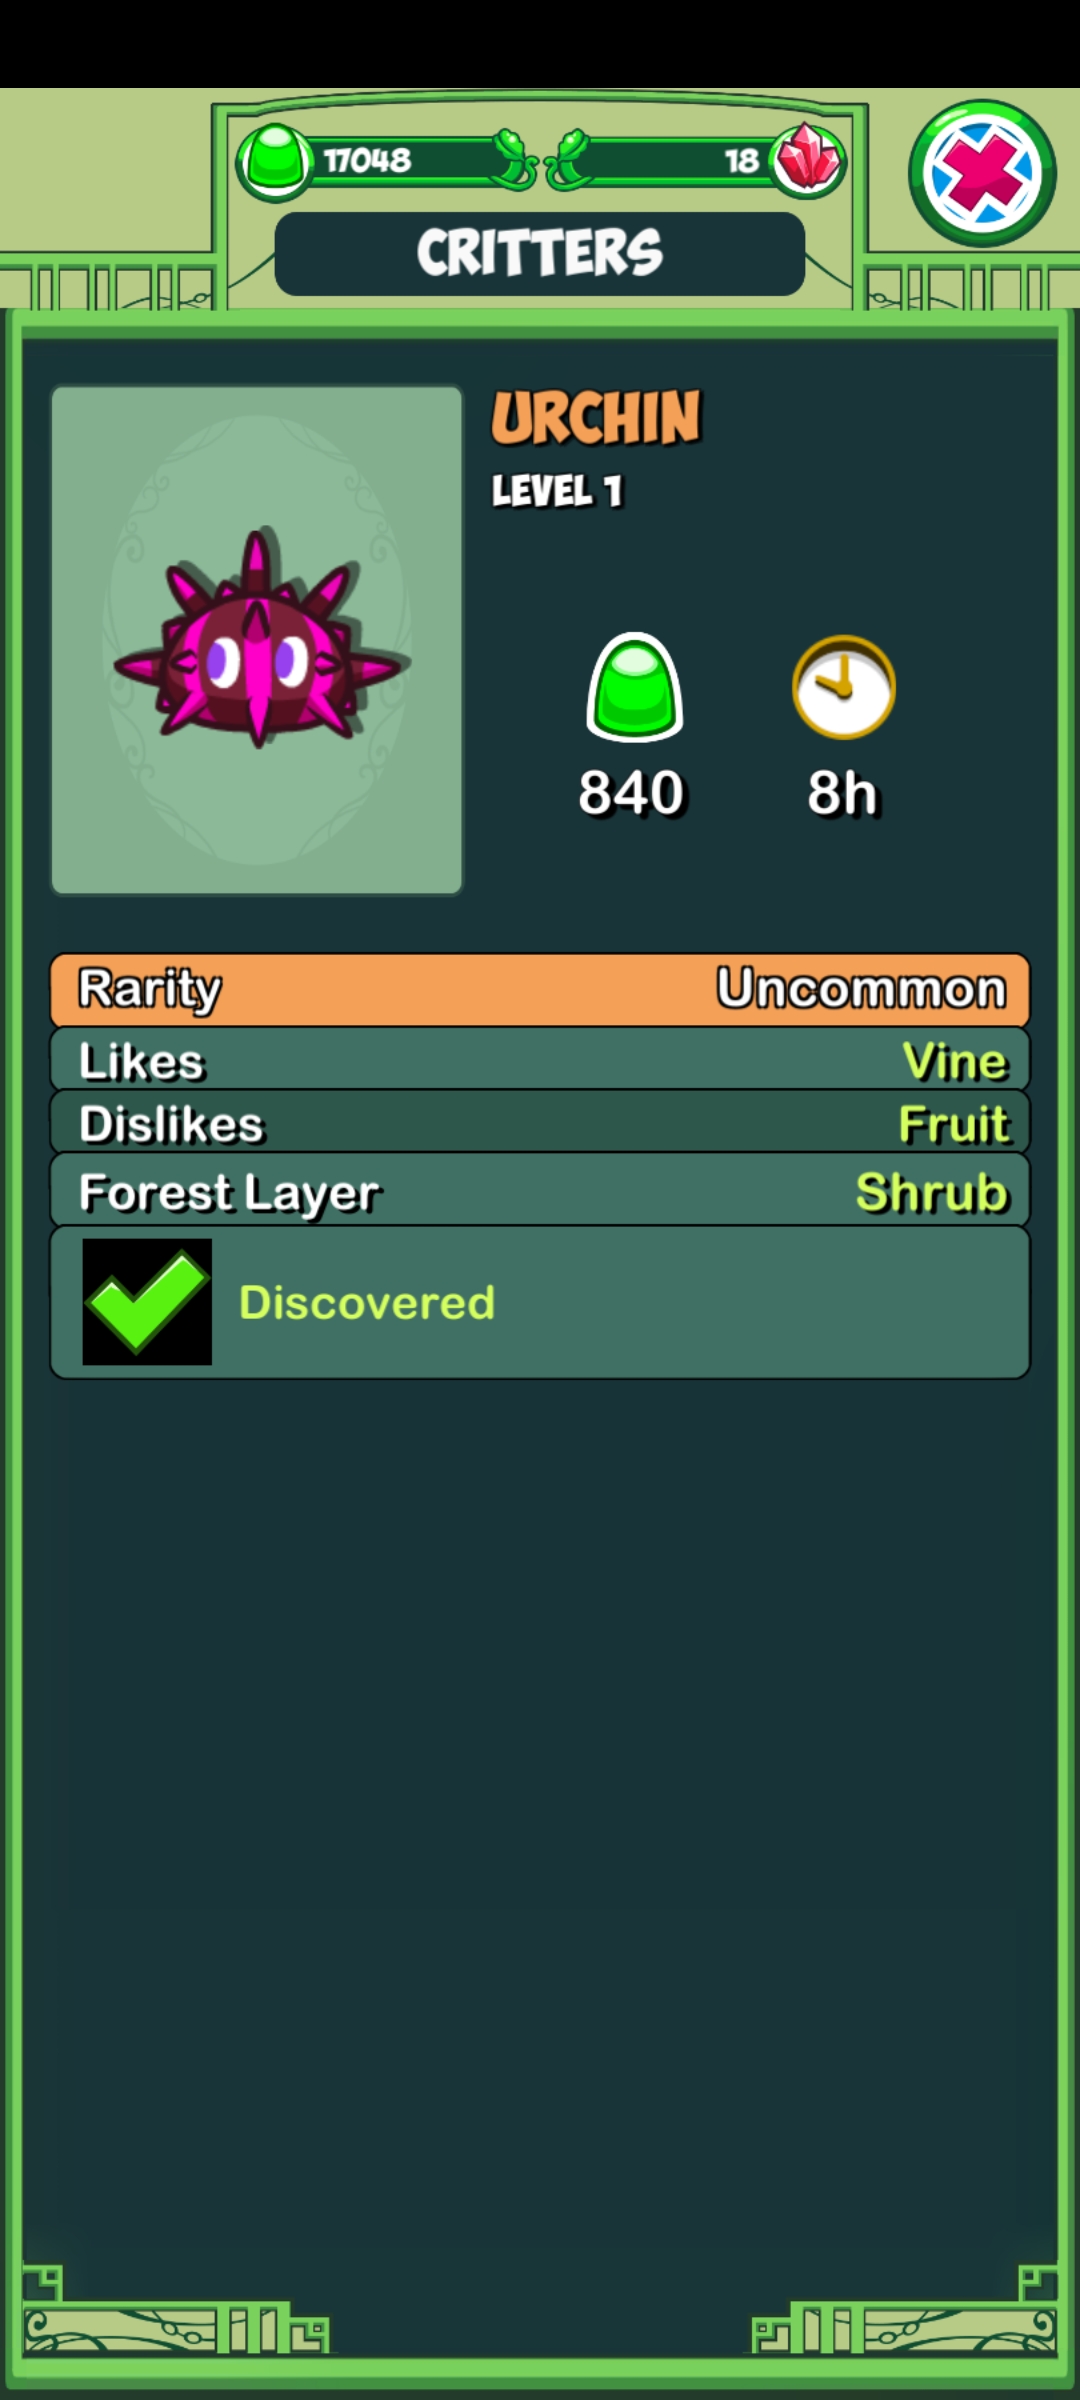 17048
18
CRITTERS
URCHIN
LEVEL 1
840
8h
Rarity Uncommon
Likes Vine
Dislikes Fruit
Forest Layer Shrub
Discovered